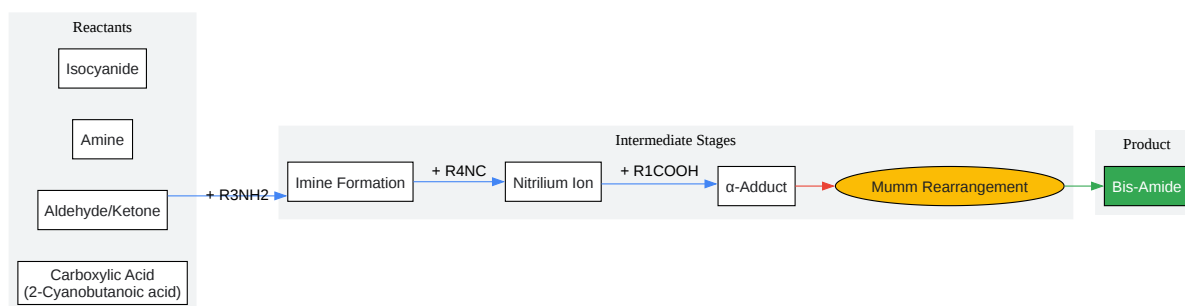 Reactants
Isocyanide
Amine
Aldehyde/Ketone
Carboxylic Acid
(2-Cyanobutanoic acid)
+ R3NH2
Intermediate Stages
Imine Formation
+ R4NC
Nitrilium Ion
+ R1COOH
α-Adduct
Mumm Rearrangement
Product
Bis-Amide